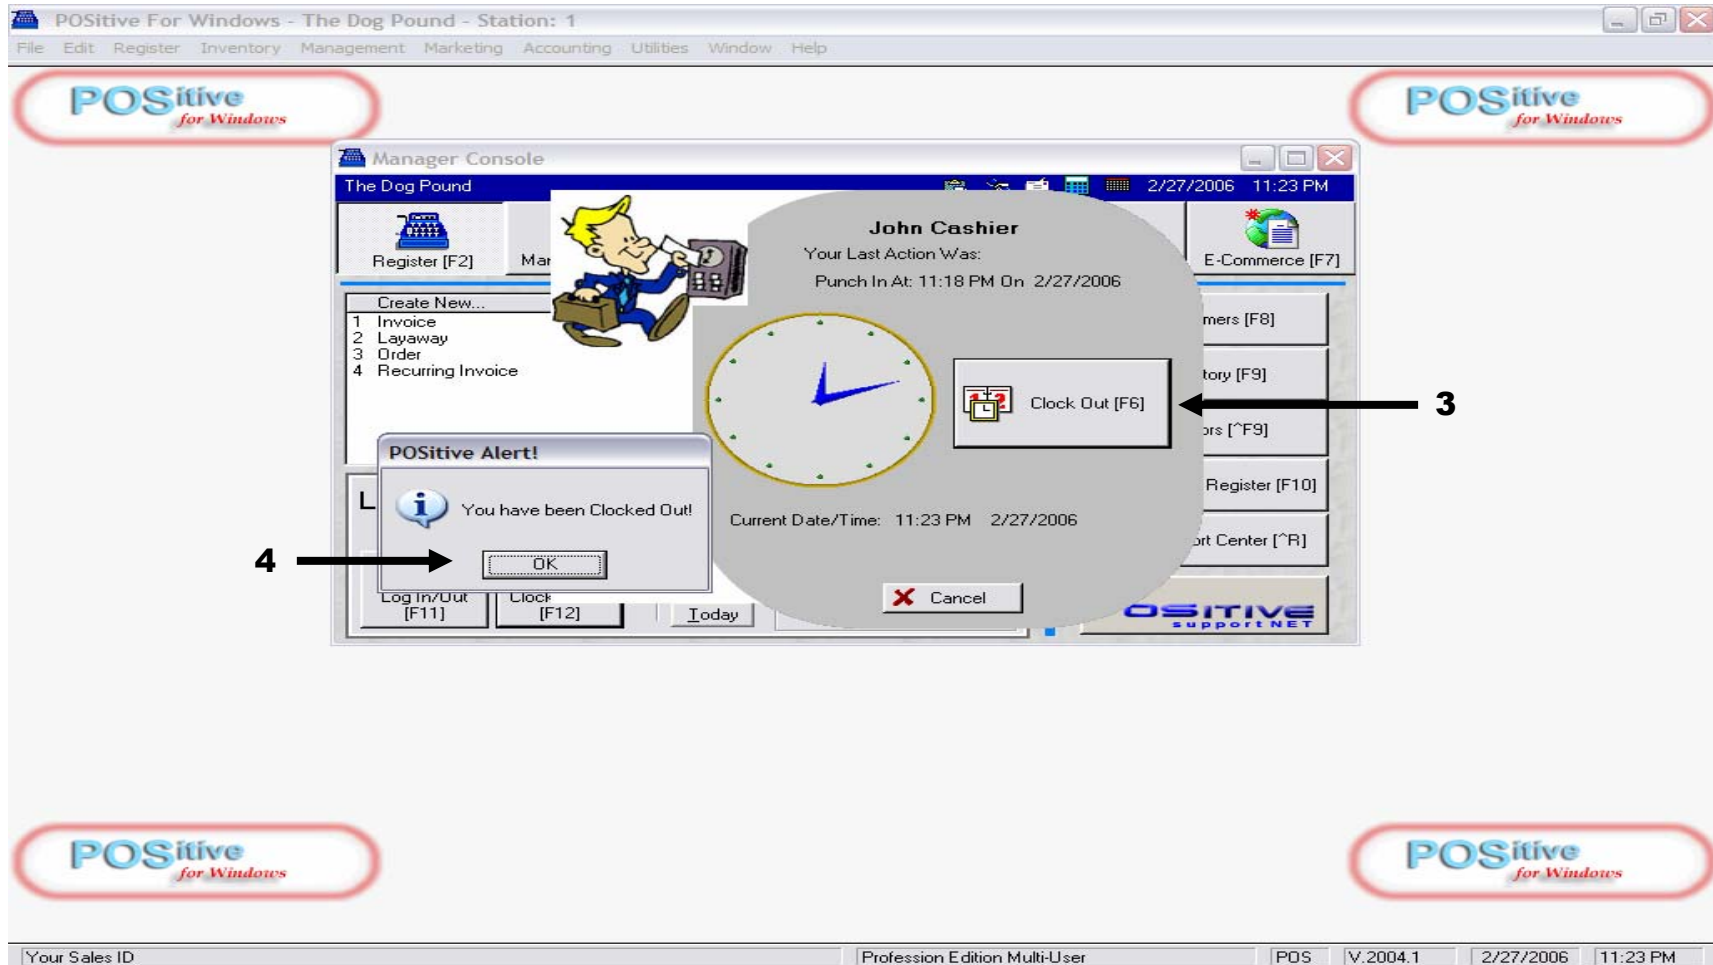 POSitive For Windows - The Dog Pound - Station: 1
File Edit Register Inventory Management Marketing Accounting Utilities Window Help
POSitive
for Windows
POSitive
for Windows
Manager Console
The Dog Pound 2/27/2006 11:23 PM
Register [F2]
E-Commerce [F7]
John Cashier
Your Last Action Was:
Punch In At: 11:18 PM On 2/27/2006
Create New...
1 Invoice
2 Layaway
3 Order
4 Recurring Invoice
mers [F8]
tory [F9]
Clock Out [F6]
3
ors [^F9]
POSitive Alert!
You have been Clocked Out!
OK
4
Register [F10]
Current Date/Time: 11:23 PM 2/27/2006
ort Center [^R]
Cancel
Log In/Out
[F11]
Clock
[F12]
Today
OSITIVE
support NET
POSitive
for Windows
POSitive
for Windows
Your Sales ID Profession Edition Multi-User POS V.2004.1 2/27/2006 11:23 PM